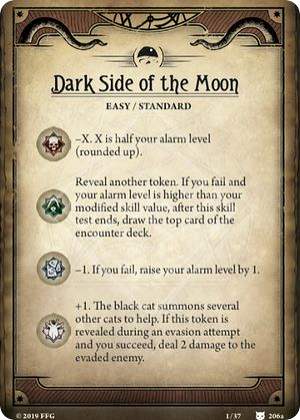 Dark Side of the Moon
EASY / STANDARD
–X. X is half your alarm level
(rounded up).
Reveal another token. If you fail and
your alarm level is higher than your
modified skill value, after this skill
test ends, draw the top card of the
encounter deck.
–1. If you fail, raise your alarm level by 1.
+1. The black cat summons several
other cats to help. If this token is
revealed during an evasion attempt
and you succeed, deal 2 damage to the
evaded enemy.
© 2019 FFG 1/37 206a